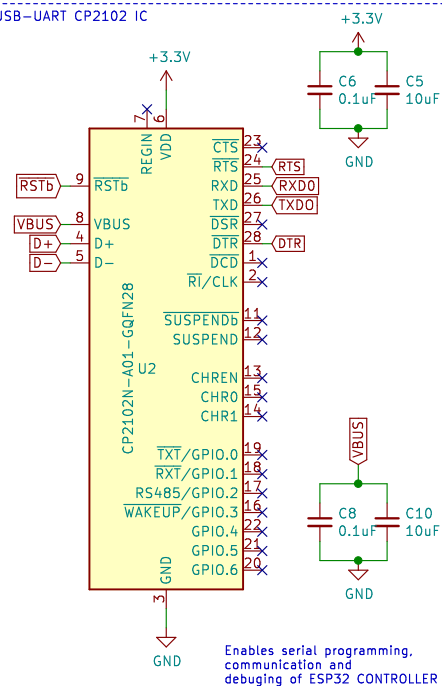 USB-UART CP2102 IC
+3.3V
+3.3V
C6
0.1uF
C5
10uF
GND
7
REGIN
6
VDD
23
CTS
24
RTS
RTS
RSTb
9
RSTb
RXD
25
RXD0
TXD
26
TXD0
VBUS
8
VBUS
DSR
27
D+
4
D+
DTR
28
DTR
D-
5
D-
DCD
1
RI/CLK
2
SUSPENDb
11
SUSPEND
12
CP2102N-A01-GQFN28
U2
CHREN
13
CHR0
15
CHR1
14
VBUS
TXT/GPIO.0
19
RXT/GPIO.1
18
RS485/GPIO.2
17
WAKEUP/GPIO.3
16
GPIO.4
22
GPIO.5
21
GPIO.6
20
C8
0.1uF
C10
10uF
GND
GND
3
GND
Enables serial programming,
communication and
debuging of ESP32 CONTROLLER